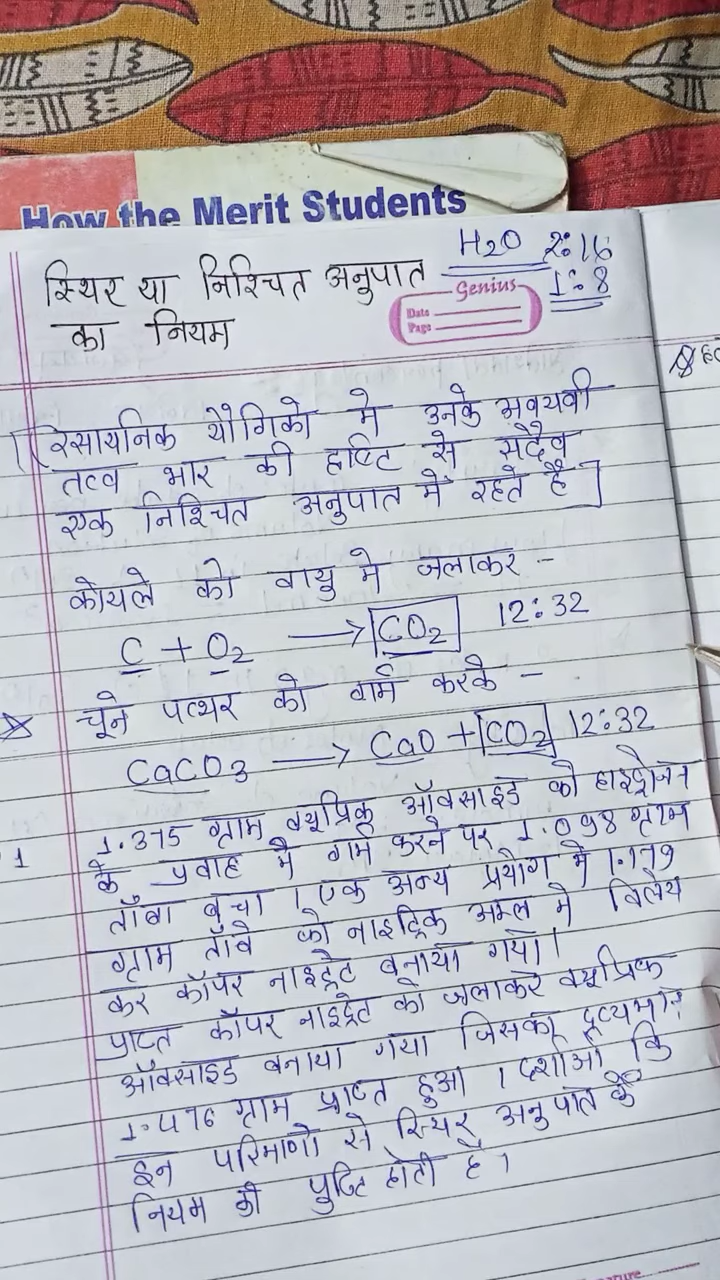 How the Merit Students
H2O 2:16
1:8
Genius
Date
Page
स्थिर या निश्चित अनुपात
का नियम
रसायनिक यौगिको मे उनके अवयवी
तत्व भार की दृष्टि से सदैव
एक निश्चित अनुपात में रहते है]
कोयले को वायु मे जलाकर -
C + O2 → CO2 12:32
चूने पत्थर को गर्म करके -
CaCO3 → CaO + CO2 12:32
1 1.375 ग्राम क्यूप्रिक ऑक्साइड को हाइड्रोजन
के प्रवाह मे गर्म करने पर 1.098 ग्राम
ताँबा बचा। एक अन्य प्रयोग मे 1.179
ग्राम ताँबे को नाइट्रिक अम्ल मे विलेय
कर कॉपर नाइट्रेट बनाया गया।
प्राप्त कॉपर नाइट्रेट को जलाकर क्यूप्रिक
ऑक्साइड बनाया गया जिसका द्रव्यमान
1.476 ग्राम प्राप्त हुआ। दर्शाओ कि
इन परिमाणो से स्थिर अनुपात के
नियम की पुष्टि होती है।